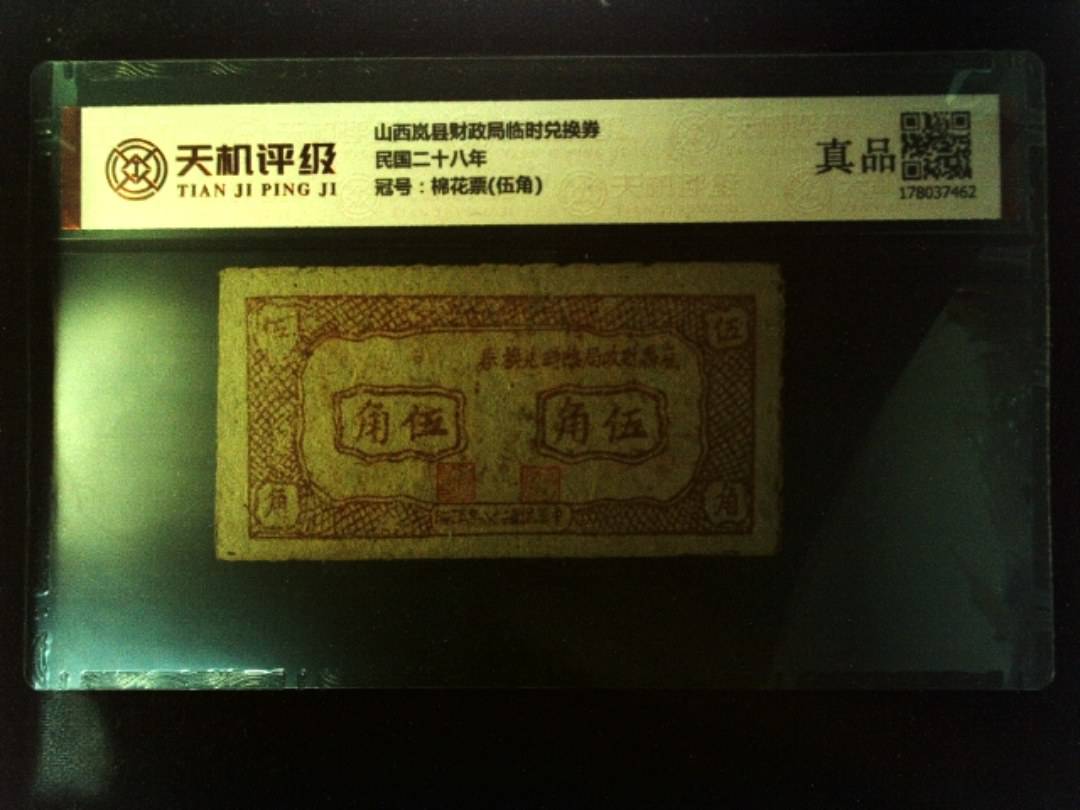 天机评级
TIAN JI PING JI
山西岚县财政局临时兑换券
民国二十八年
冠号：棉花票(伍角)
真品
178037462
伍
伍
角伍
角伍
角
角